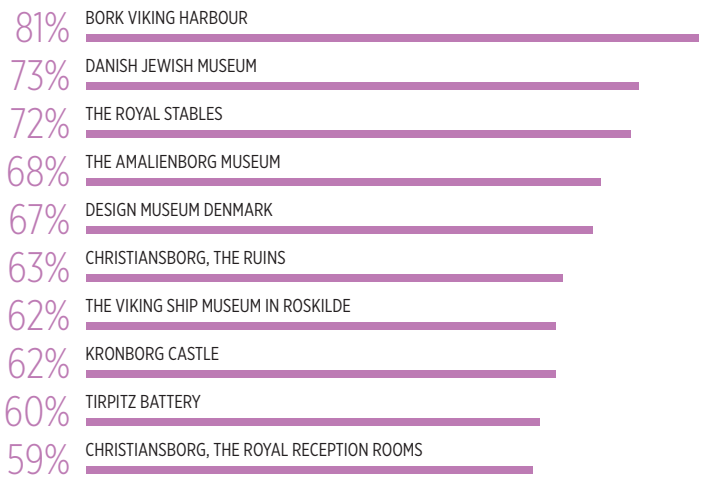 81% BORK VIKING HARBOUR
73% DANISH JEWISH MUSEUM
72% THE ROYAL STABLES
68% THE AMALIENBORG MUSEUM
67% DESIGN MUSEUM DENMARK
63% CHRISTIANSBORG, THE RUINS
62% THE VIKING SHIP MUSEUM IN ROSKILDE
62% KRONBORG CASTLE
60% TIRPITZ BATTERY
59% CHRISTIANSBORG, THE ROYAL RECEPTION ROOMS